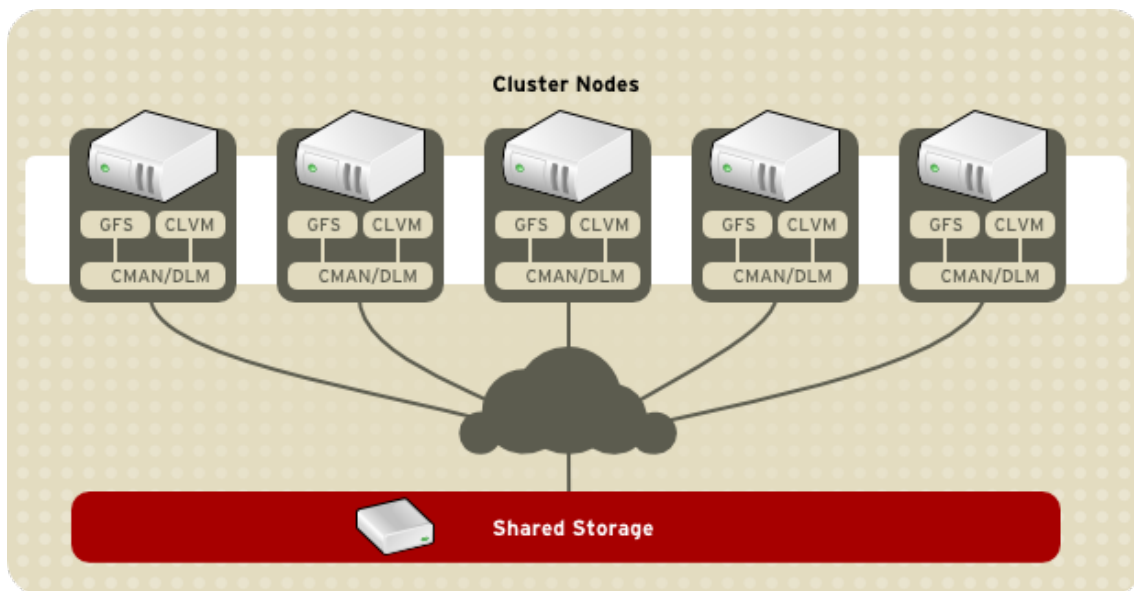 Cluster Nodes
GFS CLVM GFS CLVM GFS CLVM GFS CLVM GFS CLVM
CMAN/DLM CMAN/DLM CMAN/DLM CMAN/DLM CMAN/DLM
Shared Storage